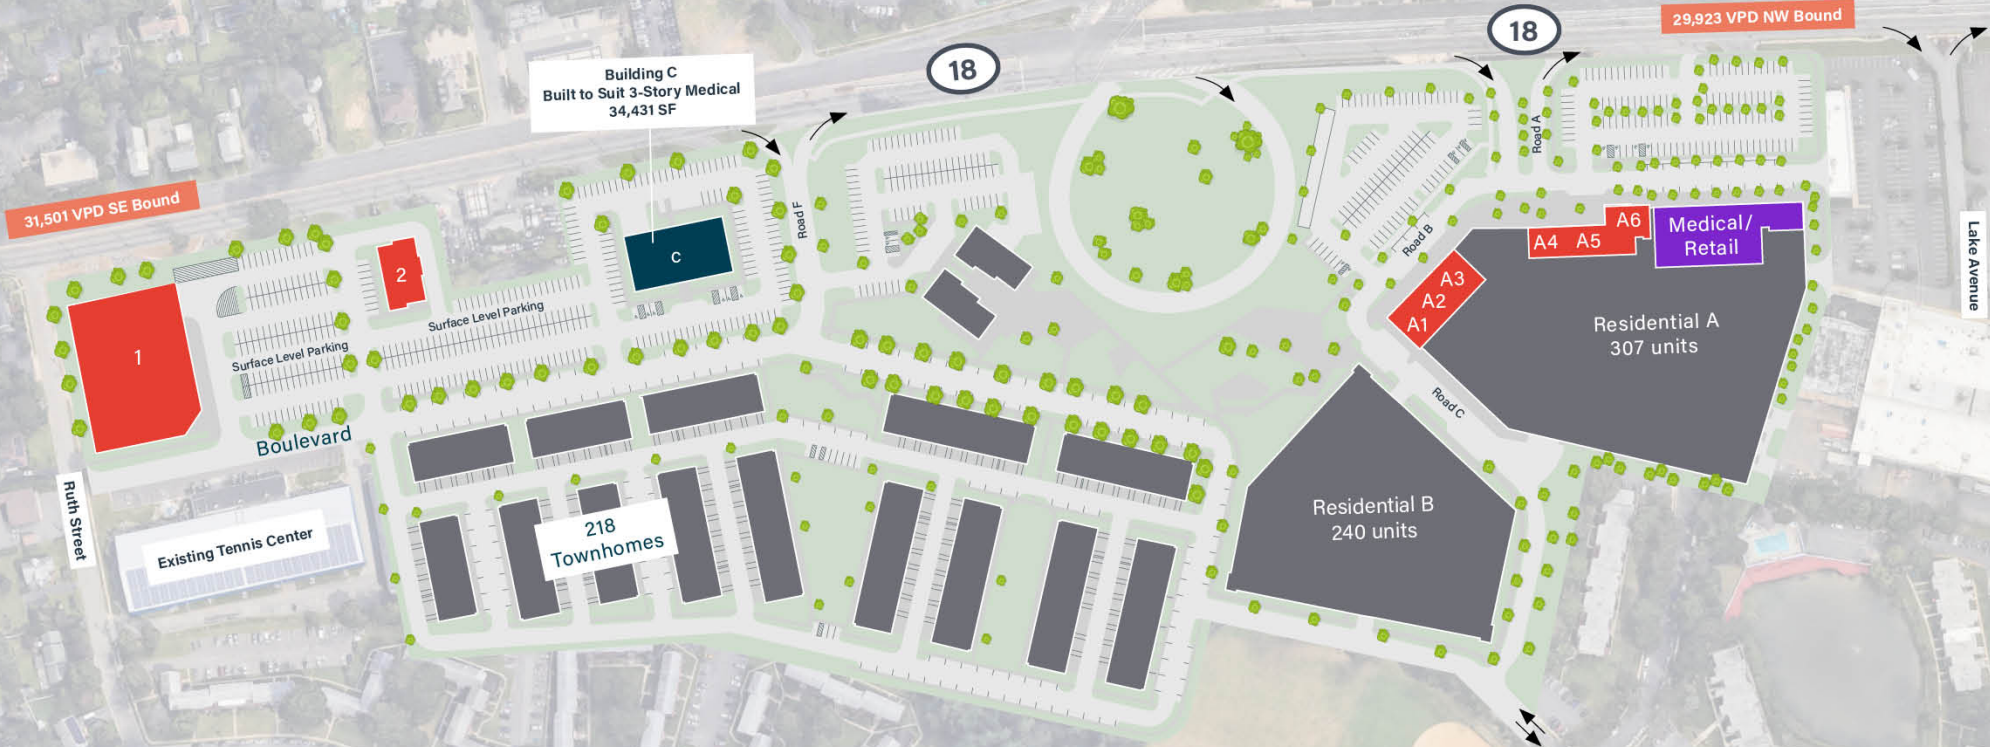 29,923 VPD NW Bound
18
18
Building C
Built to Suit 3-Story Medical
34,431 SF
31,501 VPD SE Bound
Road F
Road A
Road B
Lake Avenue
A6
A4 A5
Medical/
Retail
A3
A2
A1
2
C
1
Surface Level Parking
Surface Level Parking
Residential A
307 units
Road C
Boulevard
Ruth Street
Existing Tennis Center
218
Townhomes
Residential B
240 units